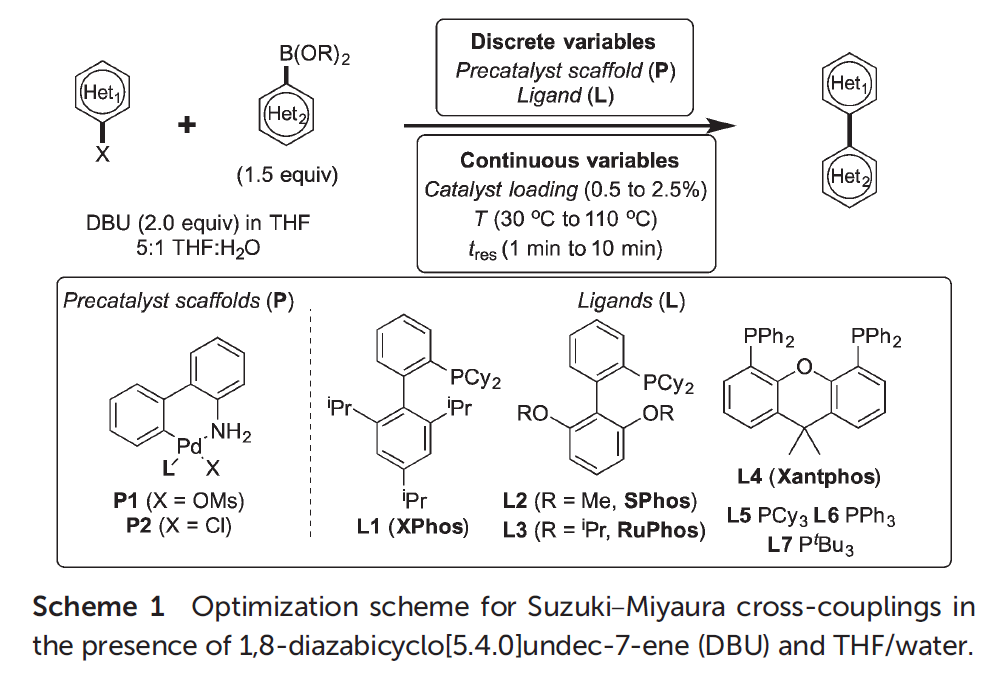 Het1
X
+
B(OR)2
Het2
(1.5 equiv)
DBU (2.0 equiv) in THF
5:1 THF:H2O
Discrete variables
Precatalyst scaffold (P)
Ligand (L)
Continuous variables
Catalyst loading (0.5 to 2.5%)
T (30 ºC to 110 ºC)
tres (1 min to 10 min)
Het1
Het2
Precatalyst scaffolds (P)
NH2
Pd
L
X
P1 (X = OMs)
P2 (X = Cl)
Ligands (L)
PCy2
iPr
iPr
iPr
L1 (XPhos)
PCy2
RO
OR
L2 (R = Me, SPhos)
L3 (R = iPr, RuPhos)
PPh2
PPh2
O
L4 (Xantphos)
L5 PCy3 L6 PPh3
L7 PtBu3
Scheme 1 Optimization scheme for Suzuki–Miyaura cross-couplings in
the presence of 1,8-diazabicyclo[5.4.0]undec-7-ene (DBU) and THF/water.